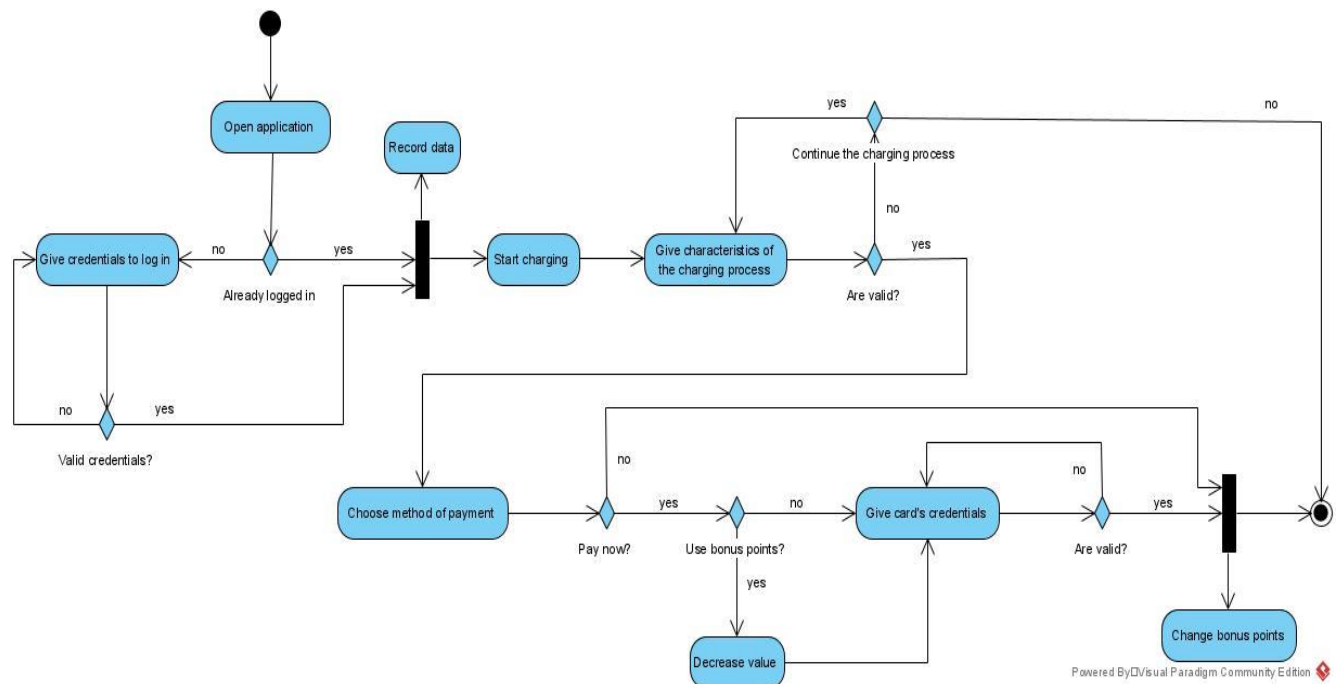 Open application
Record data
yes
no
Continue the charging process
no
Give credentials to log in
no
yes
Already logged in
Start charging
Give characteristics of
the charging process
yes
Are valid?
no
yes
Valid credentials?
no
no
Choose method of payment
yes
no
Give card's credentials
yes
Pay now?
Use bonus points?
Are valid?
yes
Change bonus points
Decrease value
Powered By□Visual Paradigm Community Edition